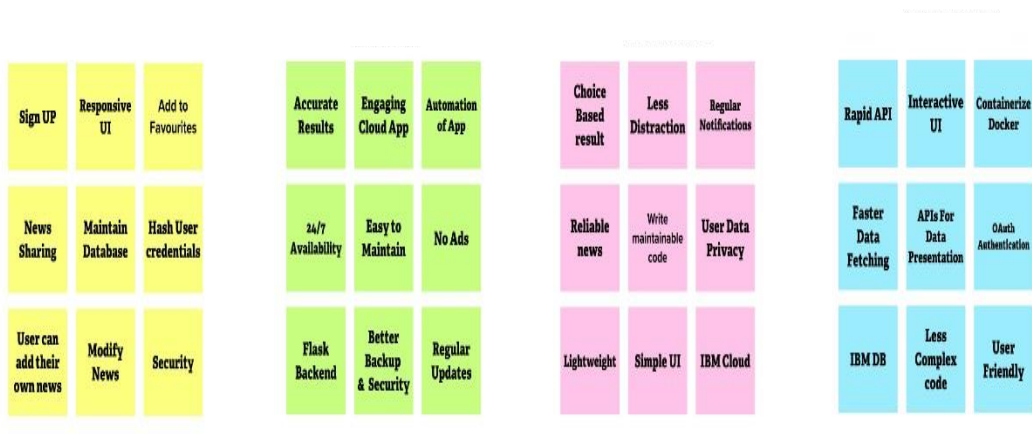 Sign UP
Responsive
UI
Add to
Favourites
News
Sharing
Maintain
Database
Hash User
credentials
User can
add their
own news
Modify
News
Security
Accurate
Results
Engaging
Cloud App
Automation
of App
24/7
Availability
Easy to
Maintain
No Ads
Flask
Backend
Better
Backup
& Security
Regular
Updates
Choice
Based
result
Less
Distraction
Regular
Notifications
Reliable
news
Write
maintainable
code
User Data
Privacy
Lightweight
Simple UI
IBM Cloud
Rapid API
Interactive
UI
Containerize
Docker
Faster
Data
Fetching
APIs For
Data
Presentation
OAuth
Authentication
IBM DB
Less
Complex
code
User
Friendly